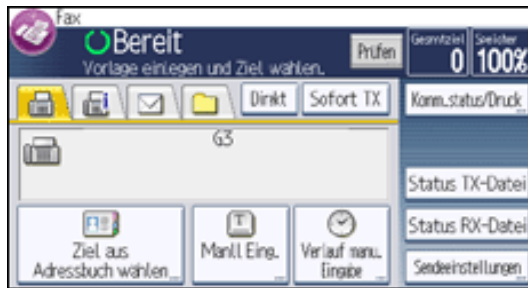 Fax
Bereit
Vorlage einlegen und Ziel wählen.
Prüfen
Gesamtziel
0
Speicher
100%
Direkt
Sofort TX
Komm.status/Druck
G3
Status TX-Datei
Status RX-Datei
Sendeeinstellungen
Ziel aus
Adressbuch wählen
Manll Eing.
Verlauf manu.
Eingabe